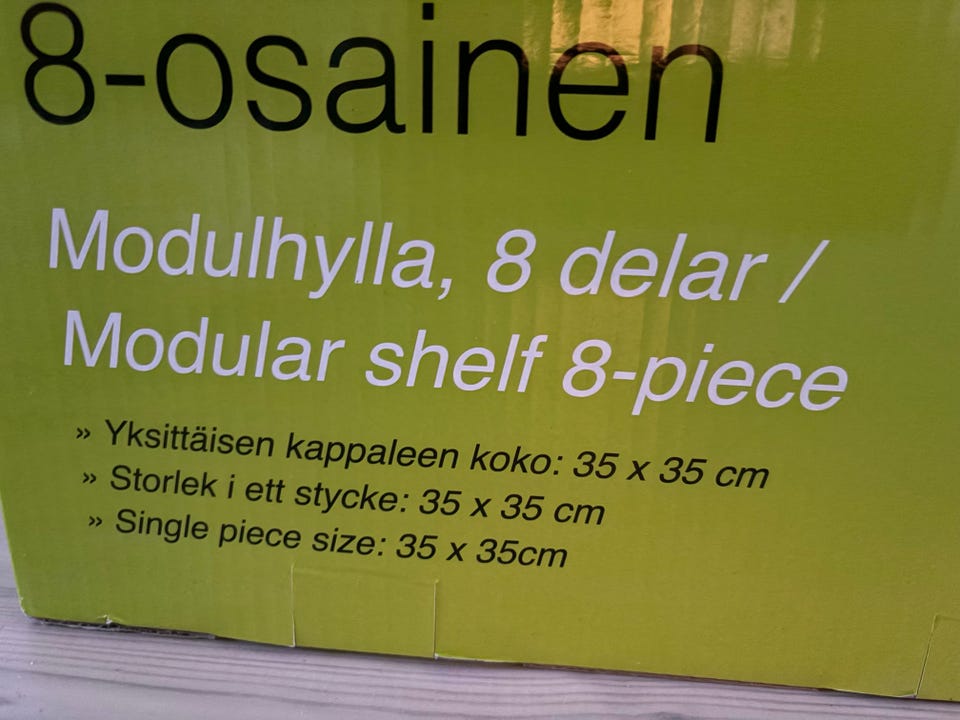 8-osainen
Modulhylla, 8 delar /
Modular shelf 8-piece
» Yksittäisen kappaleen koko: 35 x 35 cm
» Storlek i ett stycke: 35 x 35 cm
» Single piece size: 35 x 35cm